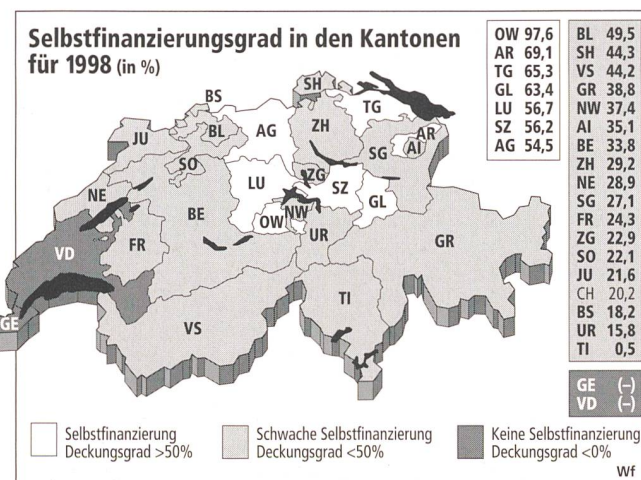 Selbstfinanzierungsgrad in den Kantonen
für 1998 (in %)
OW 97,6
AR 69,1
TG 65,3
GL 63,4
LU 56,7
SZ 56,2
AG 54,5
BL 49,5
SH 44,3
VS 44,2
GR 38,8
NW 37,4
AI 35,1
BE 33,8
ZH 29,2
NE 28,9
SG 27,1
FR 24,3
ZG 22,9
SO 22,1
JU 21,6
CH 20,2
BS 18,2
UR 15,8
TI 0,5
GE (–)
VD (–)
SH
BS
TG
BL
AG
ZH
JU
AR
AI
SO
SG
ZG
LU
SZ
NE
NW
GL
BE
OW
UR
GR
FR
VD
TI
GE
VS
Selbstfinanzierung
Deckungsgrad >50%
Schwache Selbstfinanzierung
Deckungsgrad <50%
Keine Selbstfinanzierung
Deckungsgrad <0%
Wf